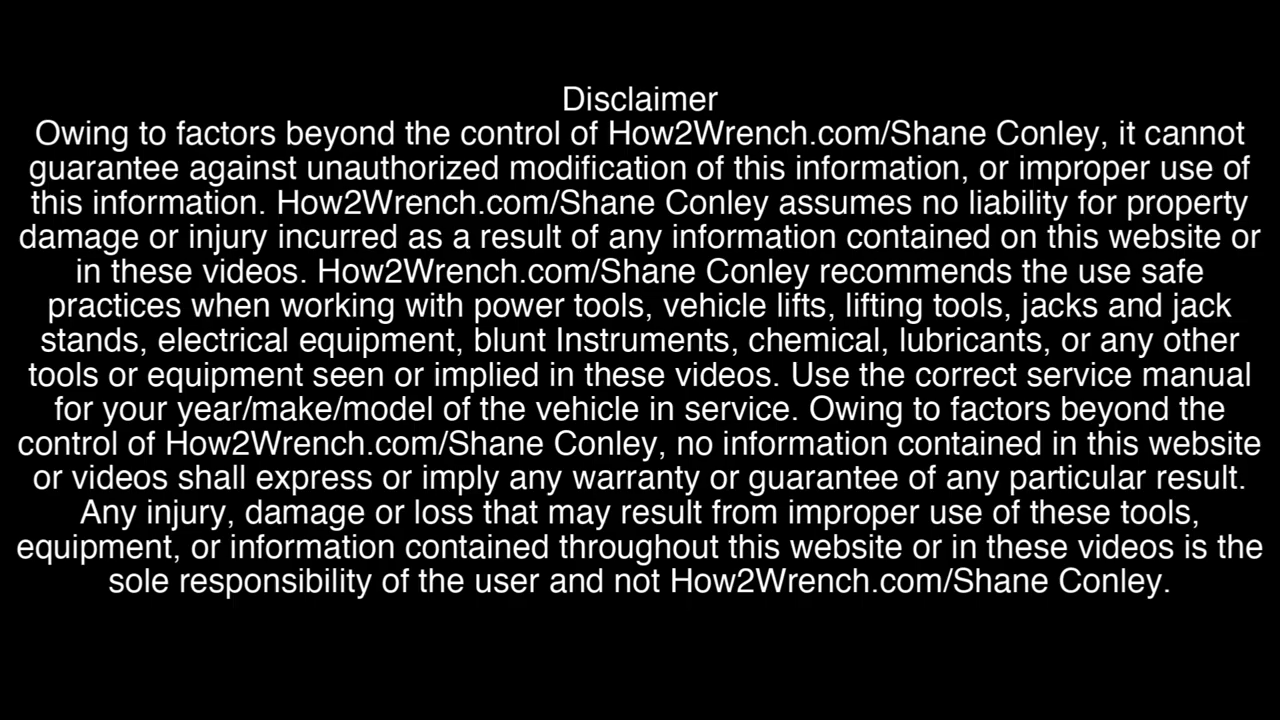 Disclaimer
Owing to factors beyond the control of How2Wrench.com/Shane Conley, it cannot
guarantee against unauthorized modification of this information, or improper use of
this information. How2Wrench.com/Shane Conley assumes no liability for property
damage or injury incurred as a result of any information contained on this website or
in these videos. How2Wrench.com/Shane Conley recommends the use safe
practices when working with power tools, vehicle lifts, lifting tools, jacks and jack
stands, electrical equipment, blunt Instruments, chemical, lubricants, or any other
tools or equipment seen or implied in these videos. Use the correct service manual
for your year/make/model of the vehicle in service. Owing to factors beyond the
control of How2Wrench.com/Shane Conley, no information contained in this website
or videos shall express or imply any warranty or guarantee of any particular result.
Any injury, damage or loss that may result from improper use of these tools,
equipment, or information contained throughout this website or in these videos is the
sole responsibility of the user and not How2Wrench.com/Shane Conley.